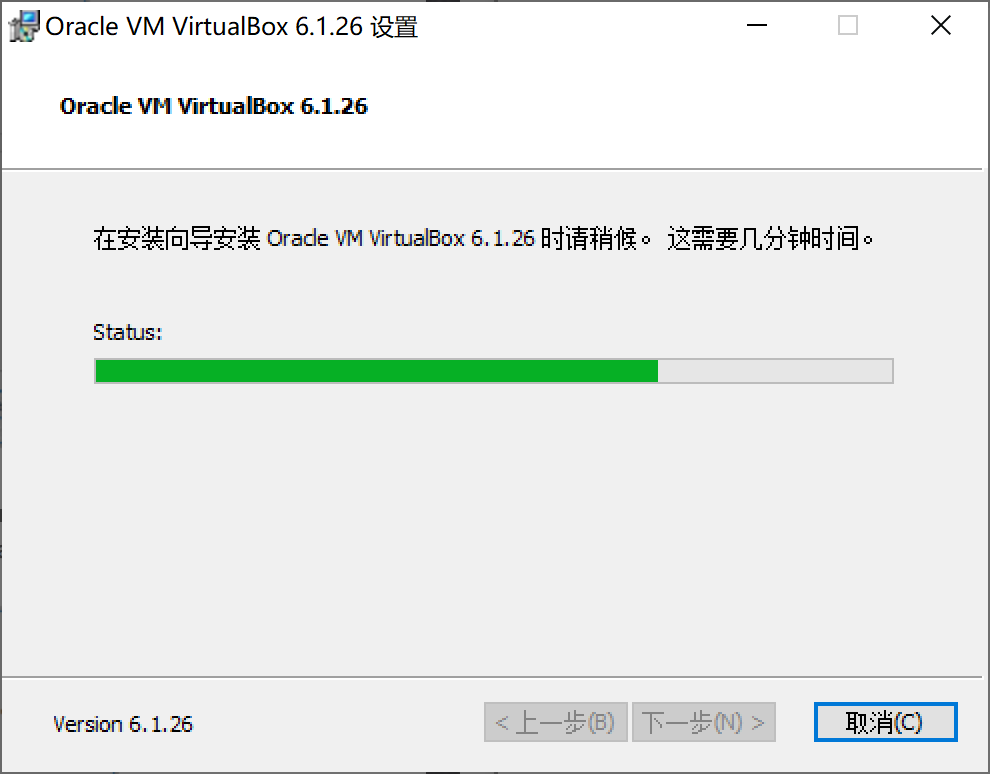 Oracle VM VirtualBox 6.1.26 设置
Oracle VM VirtualBox 6.1.26
在安装向导安装 Oracle VM VirtualBox 6.1.26 时请稍候。 这需要几分钟时间。
Status:
Version 6.1.26
< 上一步(B) 下一步(N) > 取消(C)